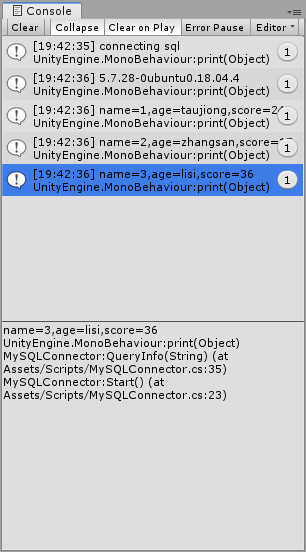 Console
Clear Collapse Clear on Play Error Pause Editor
[19:42:35] connecting sql
UnityEngine.MonoBehaviour:print(Object)
1
[19:42:36] 5.7.28-0ubuntu0.18.04.4
UnityEngine.MonoBehaviour:print(Object)
1
[19:42:36] name=1,age=taujiong,score=2
UnityEngine.MonoBehaviour:print(Object)
1
[19:42:36] name=2,age=zhangsan,score=
UnityEngine.MonoBehaviour:print(Object)
1
[19:42:36] name=3,age=lisi,score=36
UnityEngine.MonoBehaviour:print(Object)
1
name=3,age=lisi,score=36
UnityEngine.MonoBehaviour:print(Object)
MySQLConnector:QueryInfo(String) (at
Assets/Scripts/MySQLConnector.cs:35)
MySQLConnector:Start() (at
Assets/Scripts/MySQLConnector.cs:23)